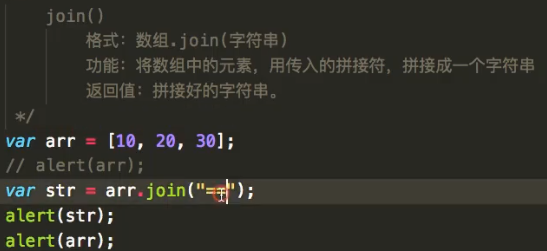 join()
格式：数组.join(字符串)
功能：将数组中的元素，用传入的拼接符，拼接成一个字符串
返回值：拼接好的字符串。
*/
var arr = [10, 20, 30];
// alert(arr);
var str = arr.join("==");
alert(str);
alert(arr);